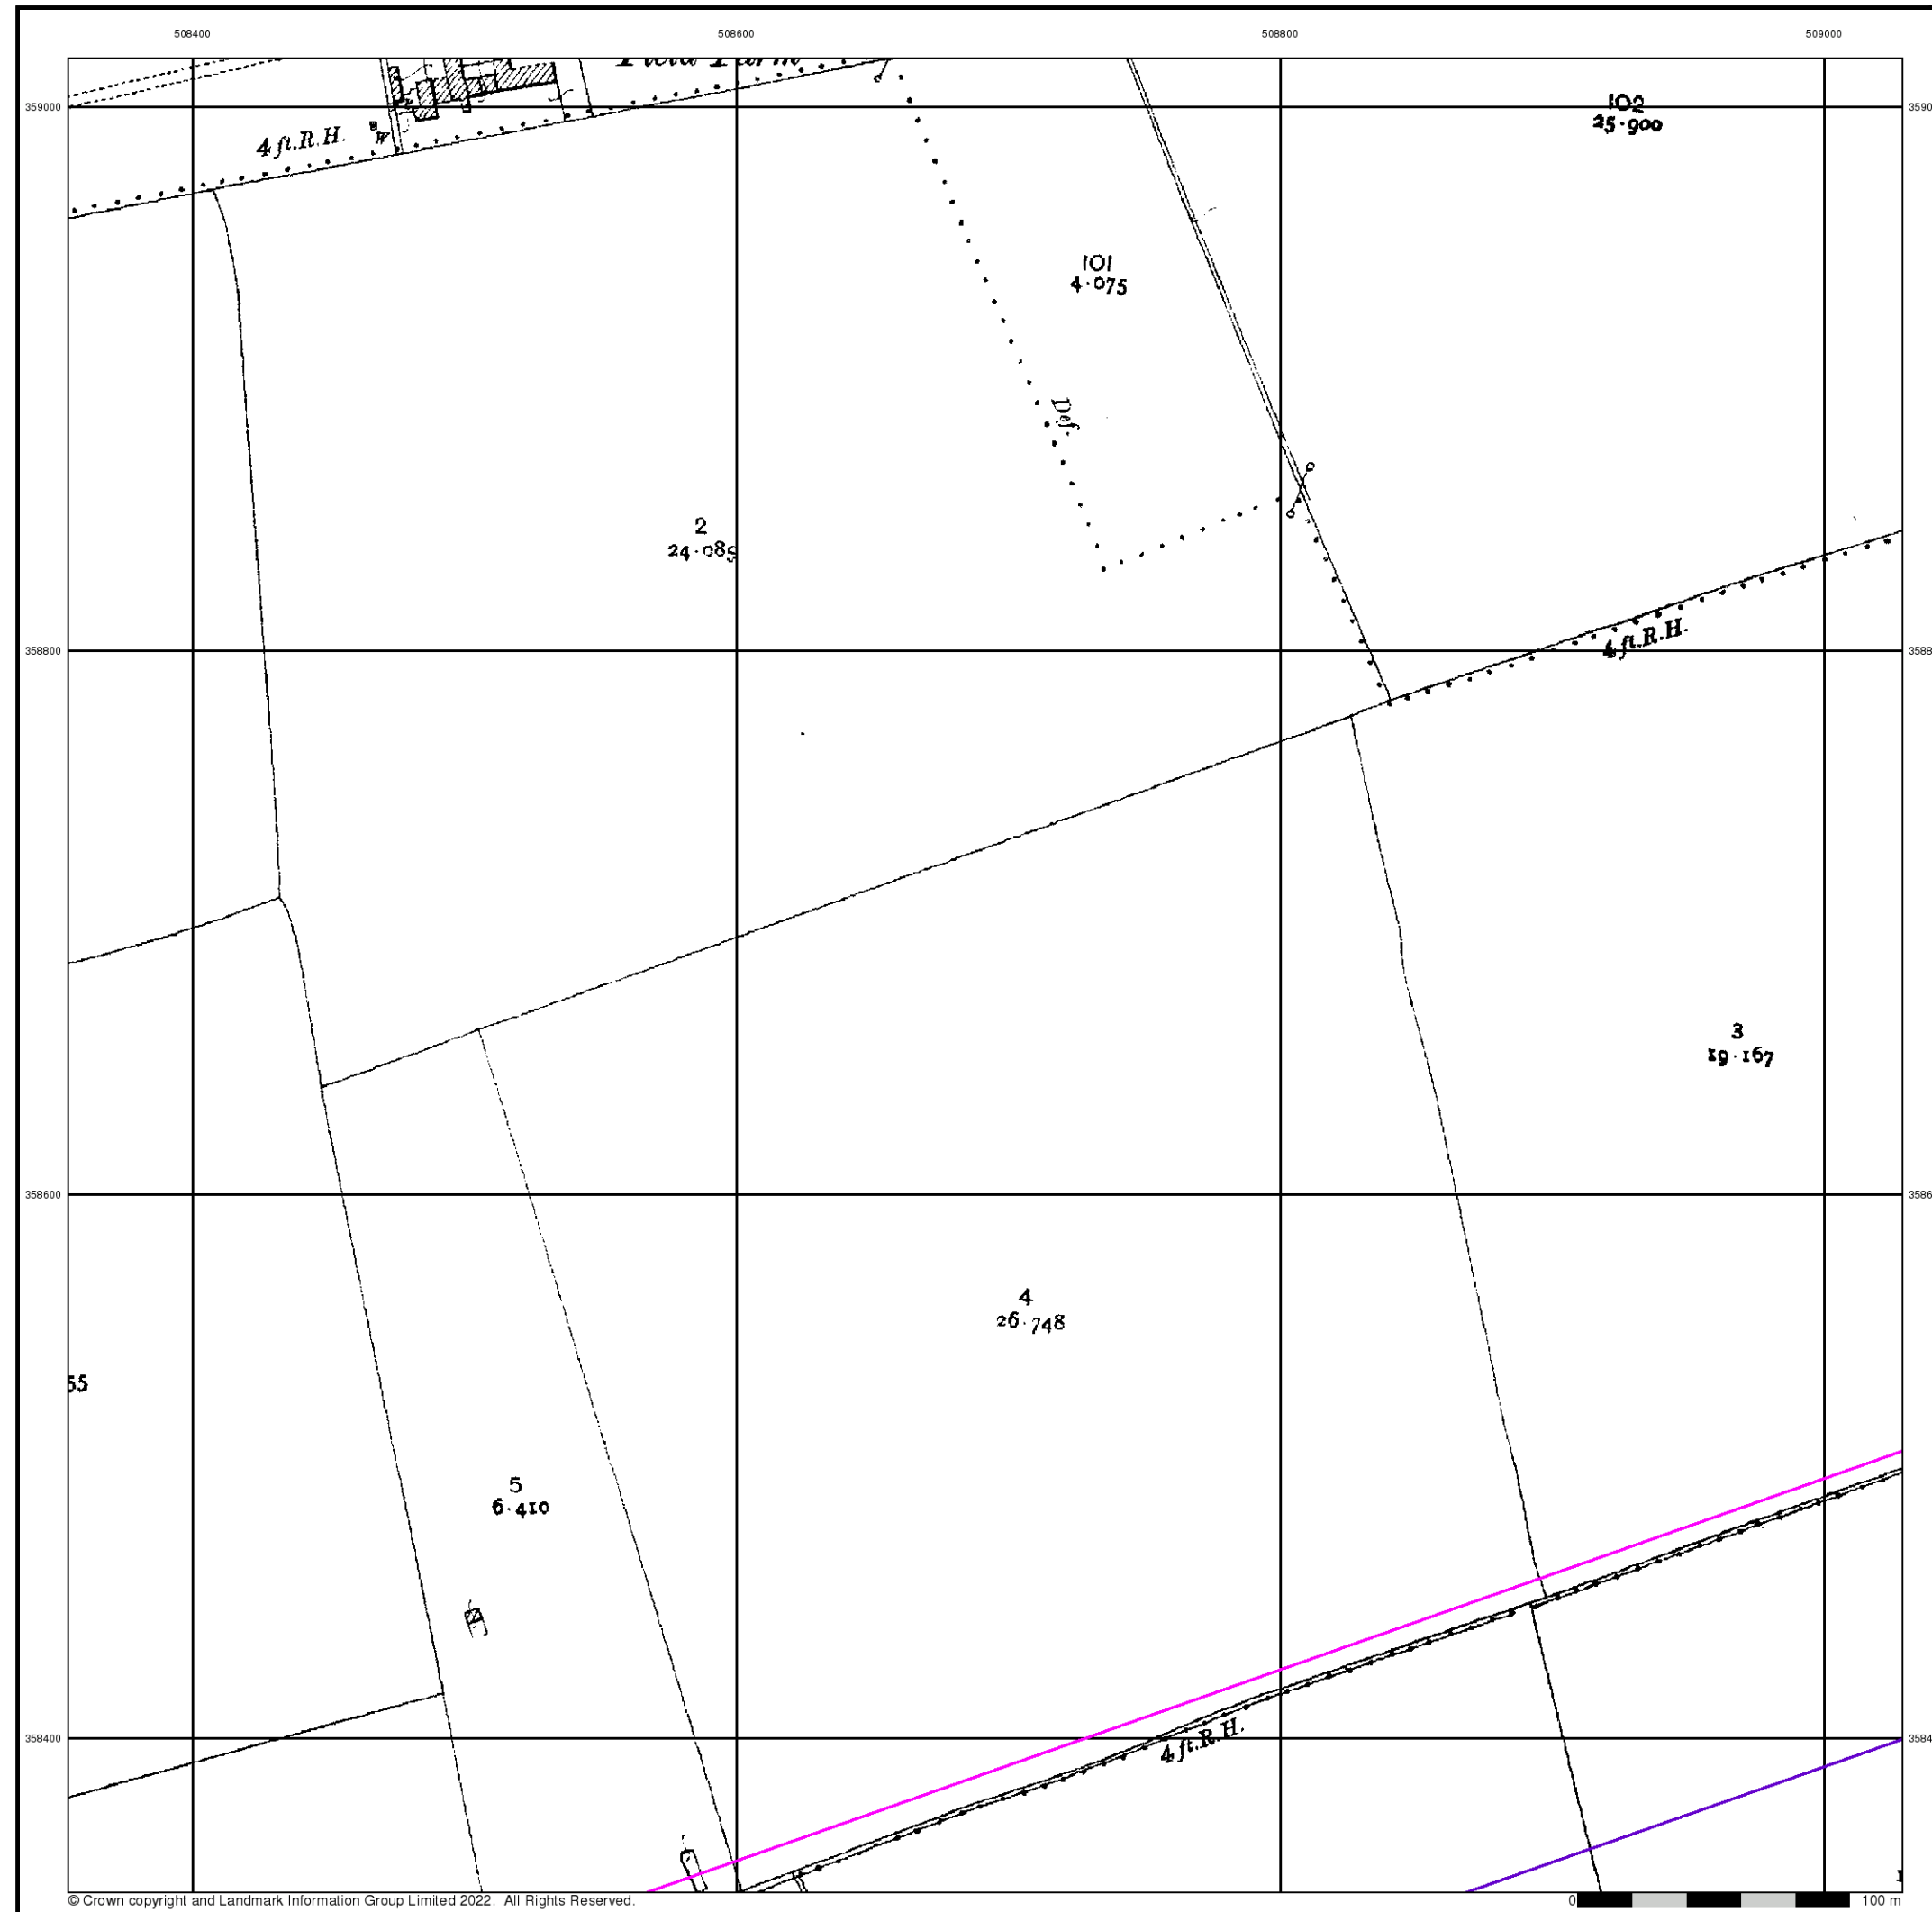 508400 508600 508800 509000
Farm
359000
4 ft.R.H.
W
102
25·900
101
4·075
Def.
2
24·085
358800
4 ft.R.H.
3
19·167
358600
4
26·748
55
5
6·410
358400
4 ft.R.H.
© Crown copyright and Landmark Information Group Limited 2022. All Rights Reserved.
0 100 m